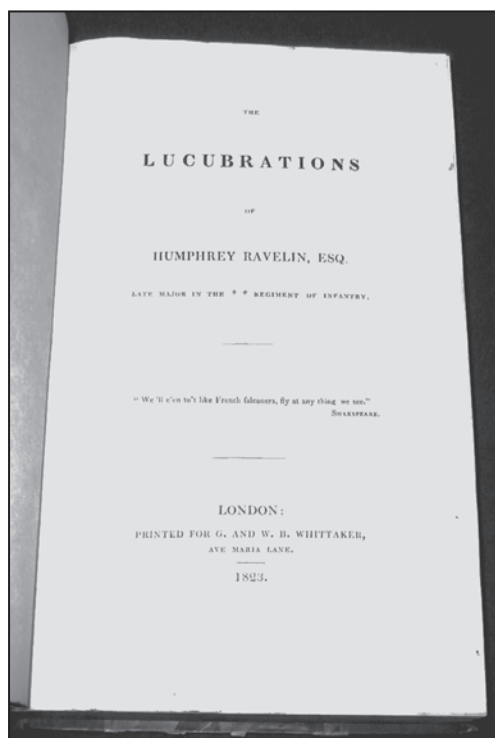 THE
LUCUBRATIONS
OF
HUMPHREY RAVELIN, ESQ.
LATE MAJOR IN THE * * REGIMENT OF INFANTRY.
" We 'll e'en to't like French falconers, fly at any thing we see."
SHAKSPEARE.
LONDON:
PRINTED FOR G. AND W. B. WHITTAKER,
AVE MARIA LANE.
1823.